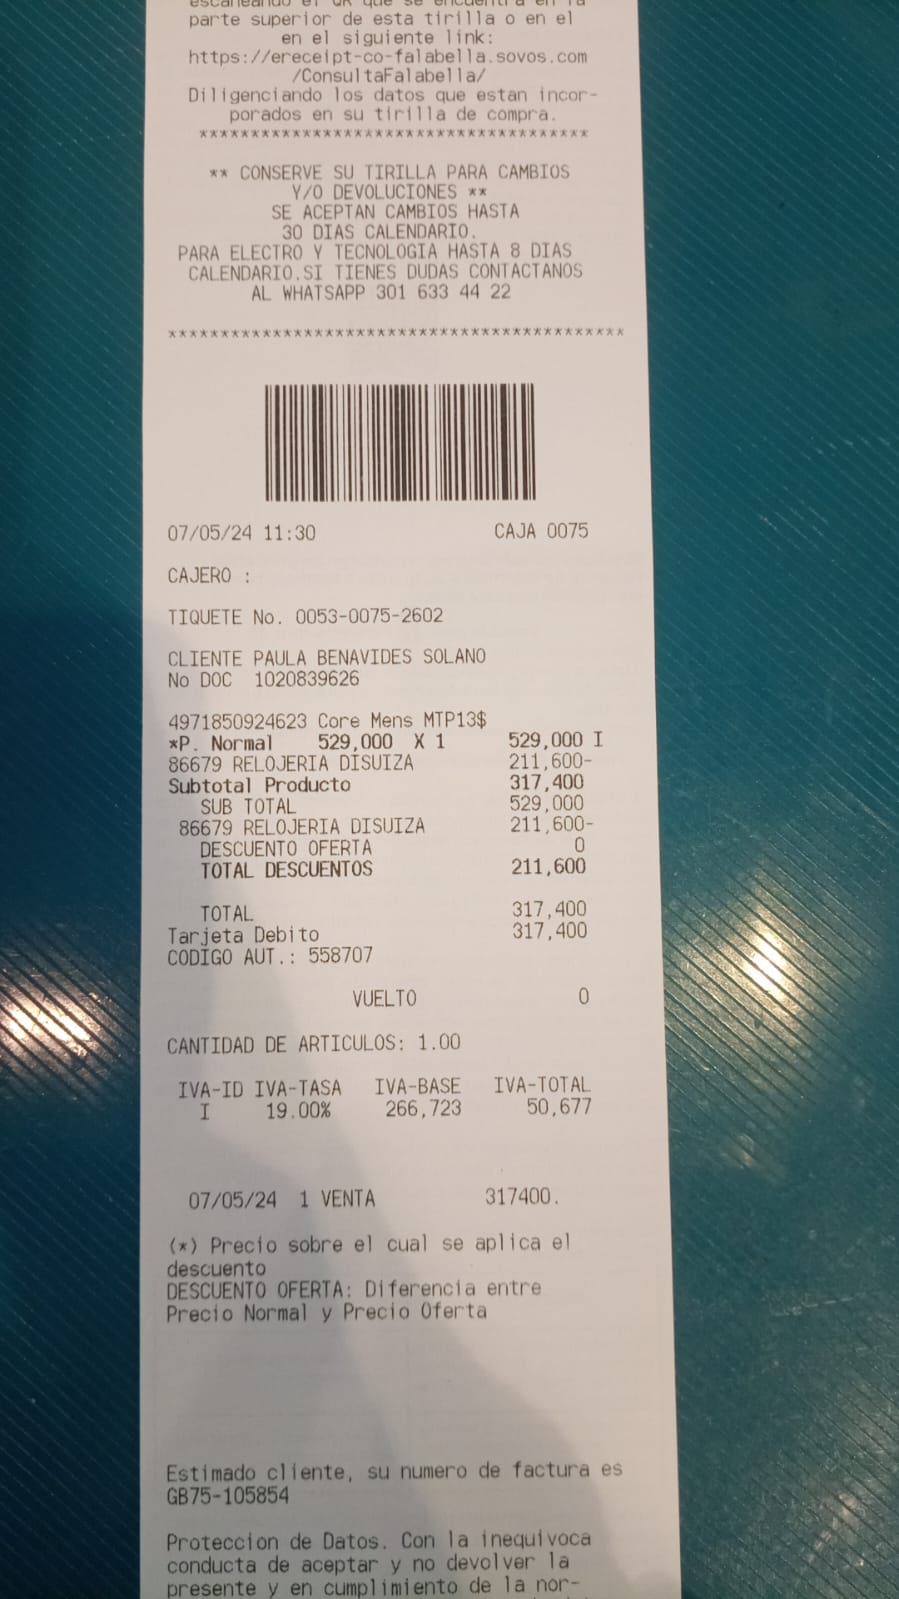 escaneando el QR que se encuentra en la
parte superior de esta tirilla o en el
en el siguiente link:
https://ereceipt-co-falabella.sovos.com
/ConsultaFalabella/
Diligenciando los datos que estan incor-
porados en su tirilla de compra.
****************************************
** CONSERVE SU TIRILLA PARA CAMBIOS
Y/O DEVOLUCIONES **
SE ACEPTAN CAMBIOS HASTA
30 DIAS CALENDARIO.
PARA ELECTRO Y TECNOLOGIA HASTA 8 DIAS
CALENDARIO.SI TIENES DUDAS CONTACTANOS
AL WHATSAPP 301 633 44 22
********************************************
07/05/24 11:30 CAJA 0075
CAJERO :
TIQUETE No. 0053-0075-2602
CLIENTE PAULA BENAVIDES SOLANO
No DOC 1020839626
4971850924623 Core Mens MTP13$
*P. Normal 529,000 X 1 529,000 I
86679 RELOJERIA DISUIZA 211,600-
Subtotal Producto 317,400
SUB TOTAL 529,000
86679 RELOJERIA DISUIZA 211,600-
DESCUENTO OFERTA 0
TOTAL DESCUENTOS 211,600
TOTAL 317,400
Tarjeta Debito 317,400
CODIGO AUT.: 558707
VUELTO 0
CANTIDAD DE ARTICULOS: 1.00
IVA-ID IVA-TASA IVA-BASE IVA-TOTAL
I 19.00% 266,723 50,677
07/05/24 1 VENTA 317400.
(*) Precio sobre el cual se aplica el
descuento
DESCUENTO OFERTA: Diferencia entre
Precio Normal y Precio Oferta
Estimado cliente, su numero de factura es
GB75-105854
Proteccion de Datos. Con la inequivoca
conducta de aceptar y no devolver la
presente y en cumplimiento de la nor-